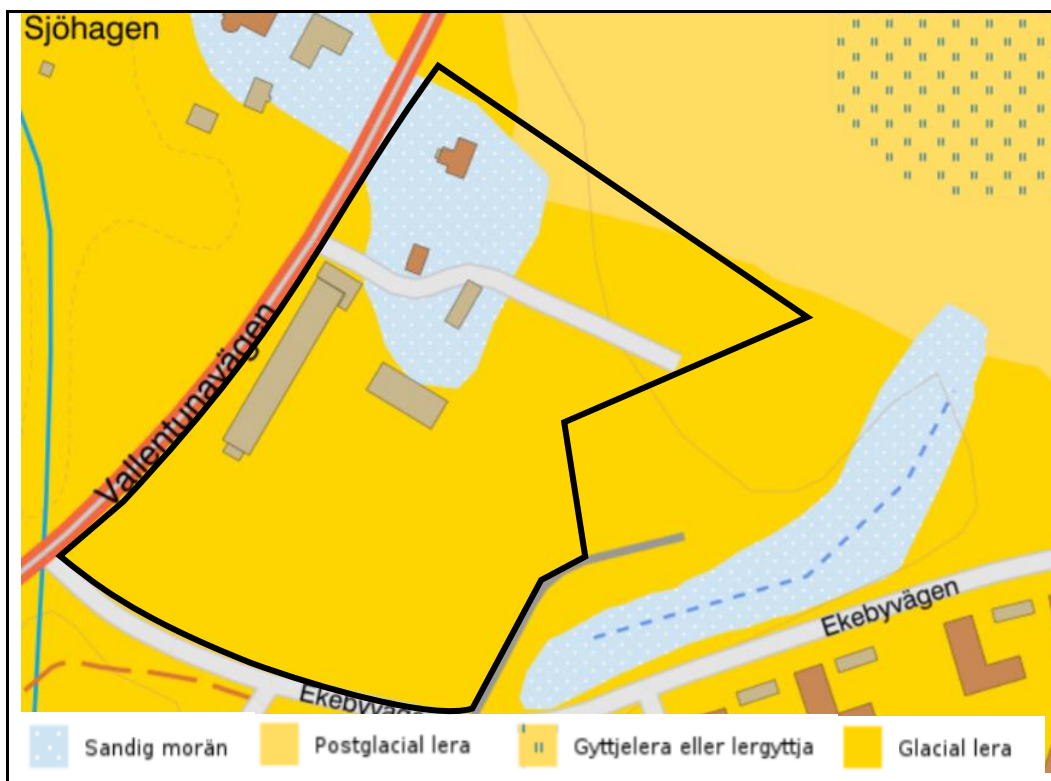 Sjöhagen
Vallentunavägen
Ekebyvägen
Ekebyväge
Sandig morän
Postglacial lera
Gyttjelera eller lergyttja
Glacial lera